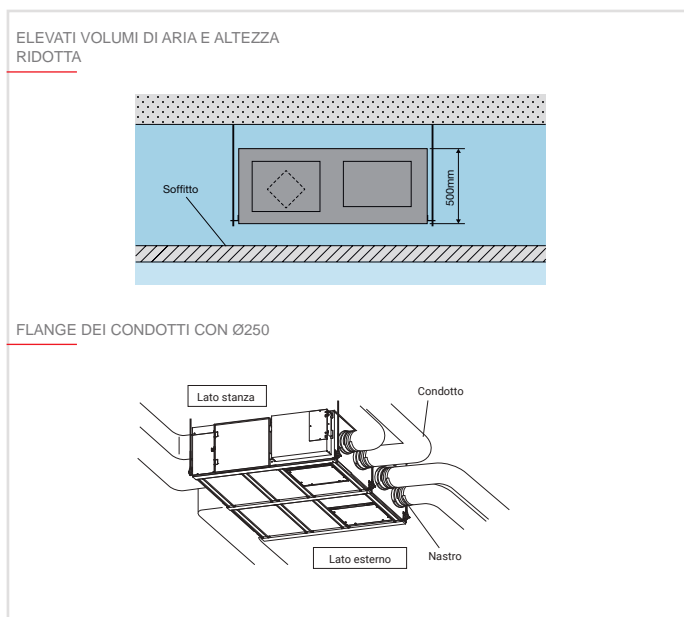 ELEVATI VOLUMI DI ARIA E ALTEZZA
RIDOTTA
Soffitto
500mm
FLANGE DEI CONDOTTI CON Ø250
Lato stanza
Condotto
Lato esterno
Nastro